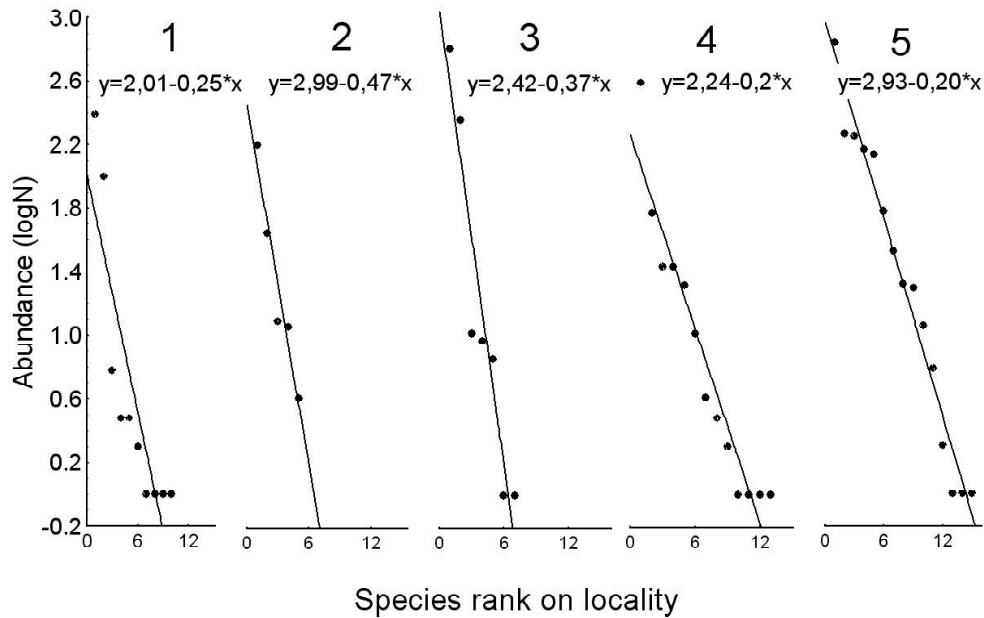 1 2 3 4 5
y=2,01-0,25*x y=2,99-0,47*x y=2,42-0,37*x y=2,24-0,2*x y=2,93-0,20*x
3.0
2.6
2.2
1.8
1.4
1.0
0.6
0.2
-0.2
Abundance (logN)
0 6 12 0 6 12 0 6 12 0 6 12 0 6 12
Species rank on locality